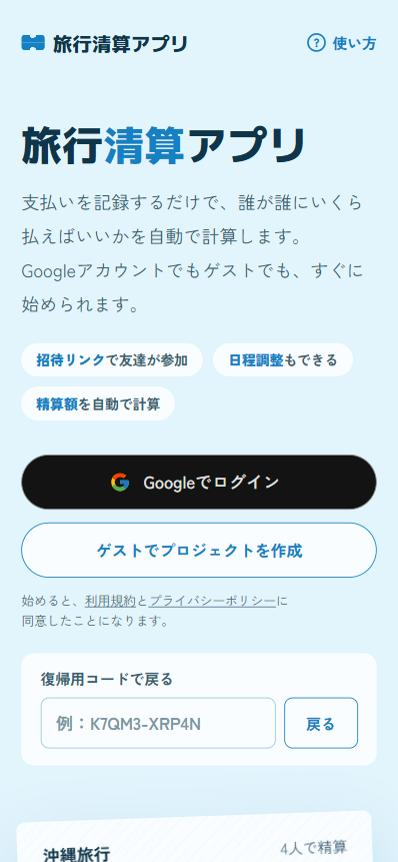 旅行清算アプリ
? 使い方
旅行清算アプリ
支払いを記録するだけで、誰が誰にいくら
払えばいいかを自動で計算します。
Googleアカウントでもゲストでも、すぐに
始められます。
招待リンクで友達が参加
日程調整もできる
精算額を自動で計算
Googleでログイン
ゲストでプロジェクトを作成
始めると、利用規約とプライバシーポリシーに
同意したことになります。
復帰用コードで戻る
例：K7QM3-XRP4N
戻る
沖縄旅行
4人で精算